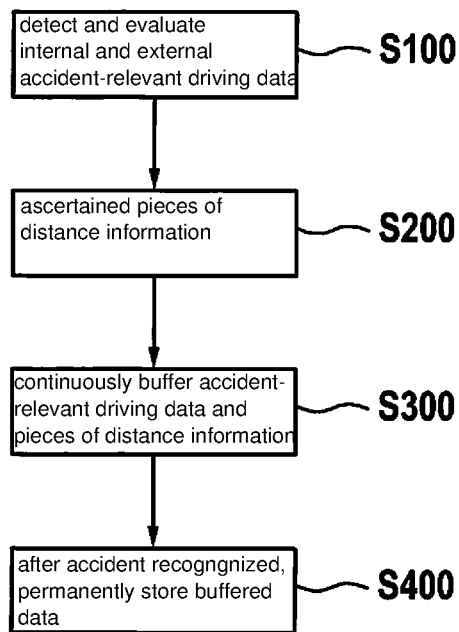 detect and evaluate
internal and external
accident-relevant driving data
S100
ascertained pieces of
distance information
S200
continuously buffer accident-
relevant driving data and
pieces of distance information
S300
after accident recogngnized,
permanently store buffered
data
S400